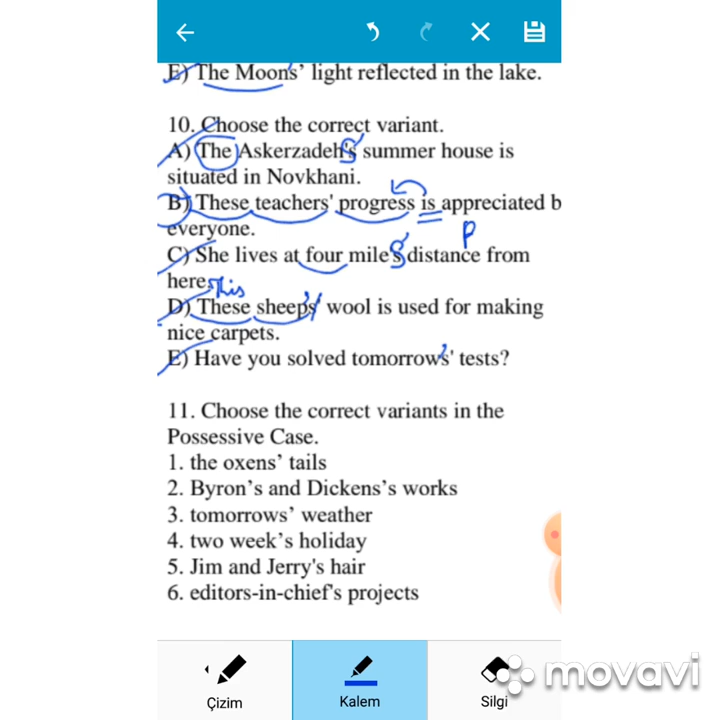 E) The Moons’ light reflected in the lake.
10. Choose the correct variant.
A) The Askerzadeh's summer house is
situated in Novkhani.
B) These teachers' progress is appreciated b
everyone.
P
C) She lives at four mile's distance from
here.
This
D) These sheeps' wool is used for making
nice carpets.
E) Have you solved tomorrows' tests?
11. Choose the correct variants in the
Possessive Case.
1. the oxens’ tails
2. Byron’s and Dickens’s works
3. tomorrows’ weather
4. two week’s holiday
5. Jim and Jerry's hair
6. editors-in-chief's projects
Çizim
Kalem
Silgi
movavi